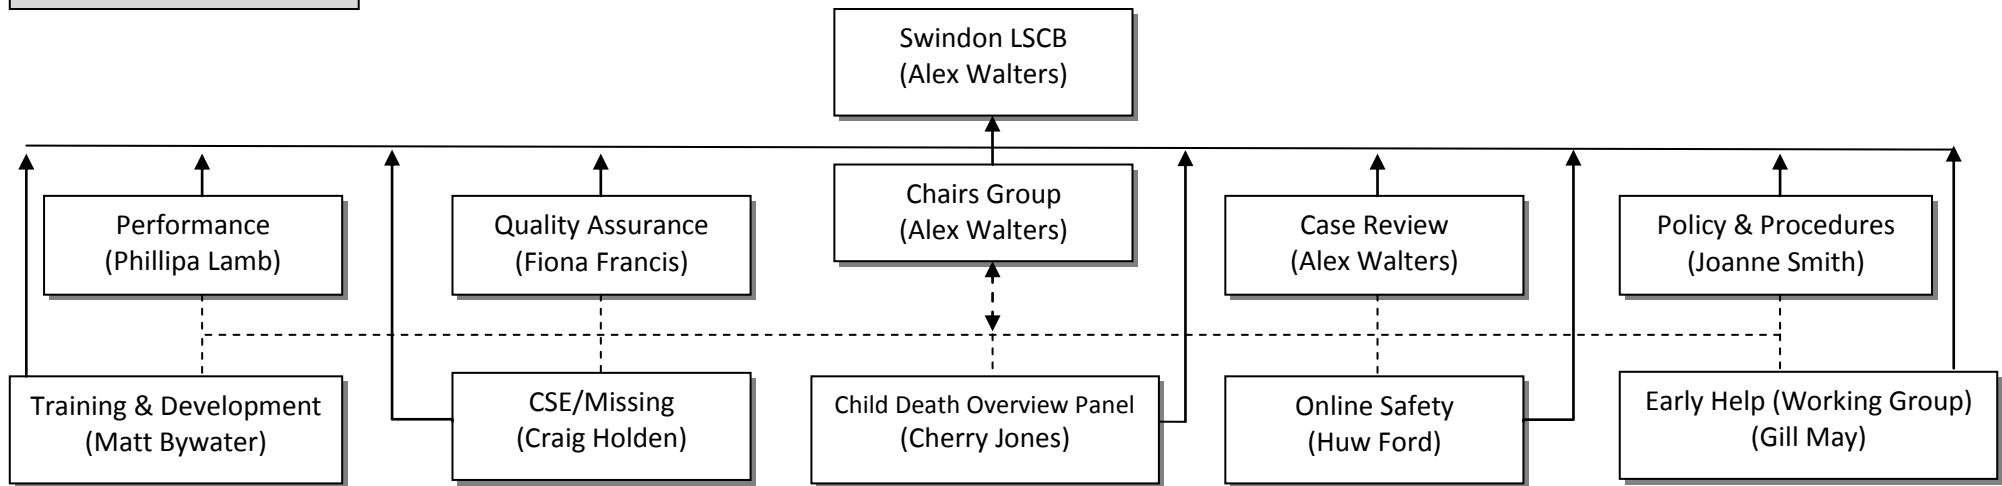 Swindon LSCB
(Alex Walters)
Performance
(Phillipa Lamb)
Quality Assurance
(Fiona Francis)
Chairs Group
(Alex Walters)
Case Review
(Alex Walters)
Policy & Procedures
(Joanne Smith)
Training & Development
(Matt Bywater)
CSE/Missing
(Craig Holden)
Child Death Overview Panel
(Cherry Jones)
Online Safety
(Huw Ford)
Early Help (Working Group)
(Gill May)